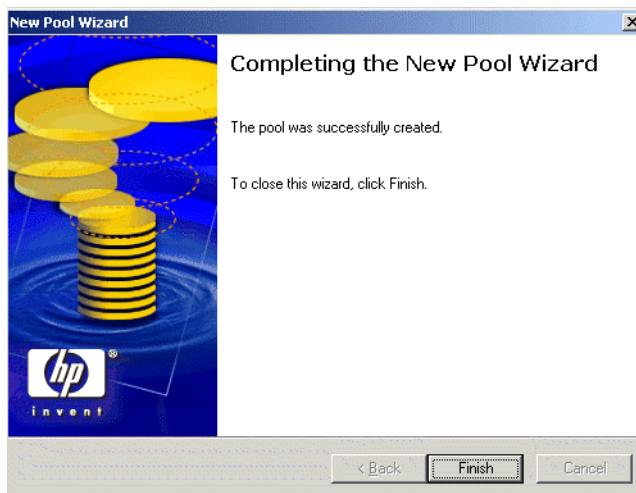 New Pool Wizard
Completing the New Pool Wizard
The pool was successfully created.
To close this wizard, click Finish.
hp
®
invent
< Back
Finish
Cancel